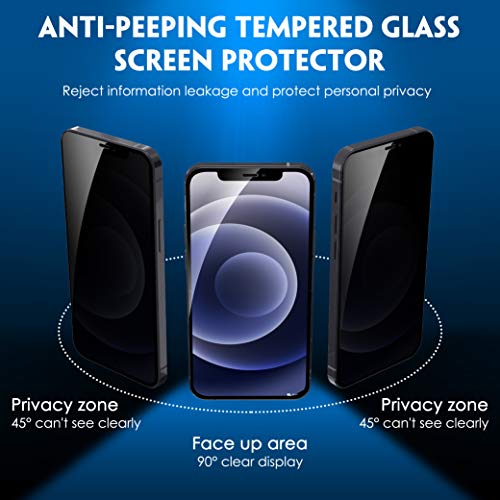 ANTI-PEEPING TEMPERED GLASS
SCREEN PROTECTOR
Reject information leakage and protect personal privacy
Privacy zone
45° can't see clearly
Face up area
90° clear display
Privacy zone
45° can't see clearly